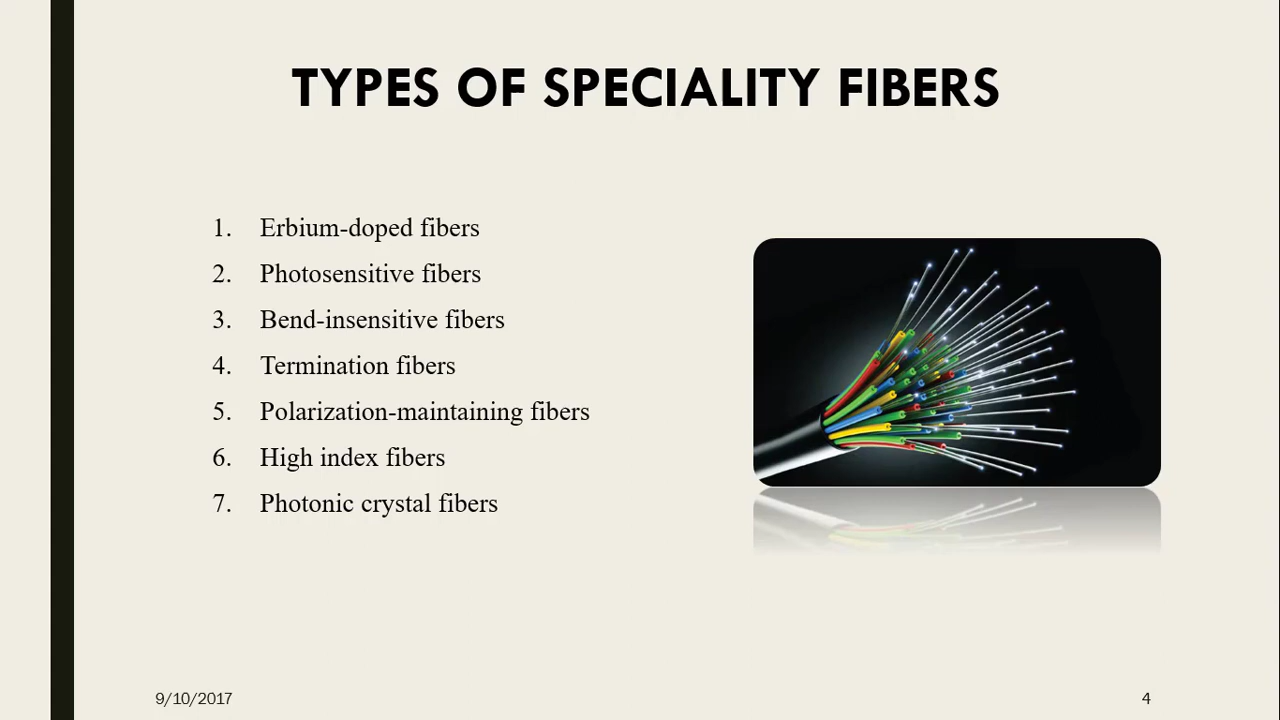 TYPES OF SPECIALITY FIBERS
1. Erbium-doped fibers
2. Photosensitive fibers
3. Bend-insensitive fibers
4. Termination fibers
5. Polarization-maintaining fibers
6. High index fibers
7. Photonic crystal fibers
9/10/2017
4